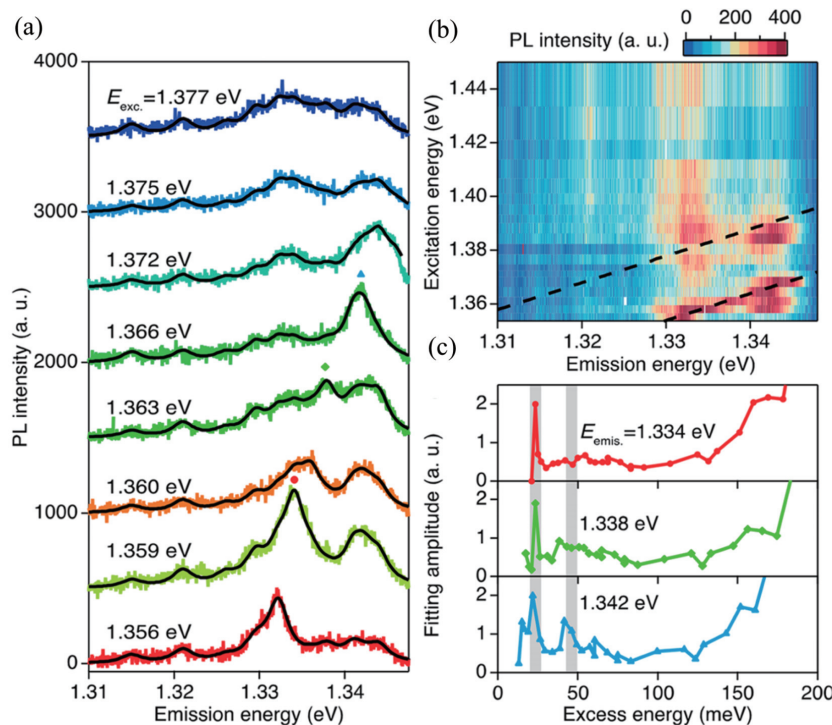 (a)
4000
3000
2000
1000
0
PL intensity (a. u.)
E exc. =1.377 eV
1.375 eV
1.372 eV
1.366 eV
1.363 eV
1.360 eV
1.359 eV
1.356 eV
1.31 1.32 1.33 1.34
Emission energy (eV)
(b)
0 200 400
PL intensity (a. u.)
1.44
1.42
1.40
1.38
1.36
Excitation energy (eV)
1.31 1.32 1.33 1.34
Emission energy (eV)
(c)
2
1
0
E emis. =1.334 eV
2
1
0
1.338 eV
2
1
0
1.342 eV
Fitting amplitude (a. u.)
0 50 100 150 200
Excess energy (meV)